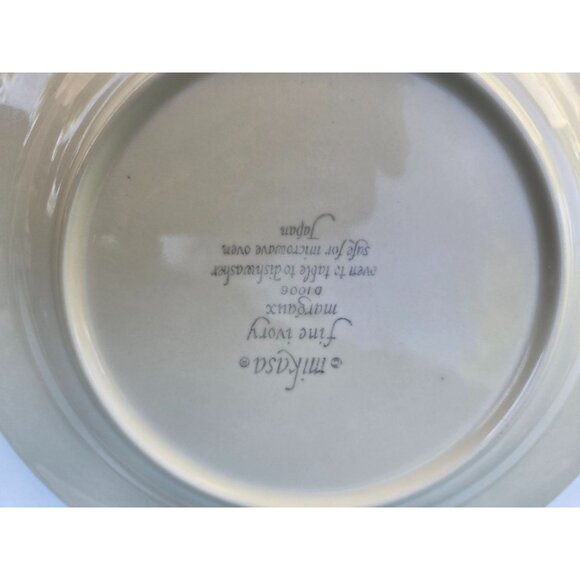 ©mikasa®
fine ivory
margaux
D1006
oven to table to dishwasher
safe for microwave oven
Japan